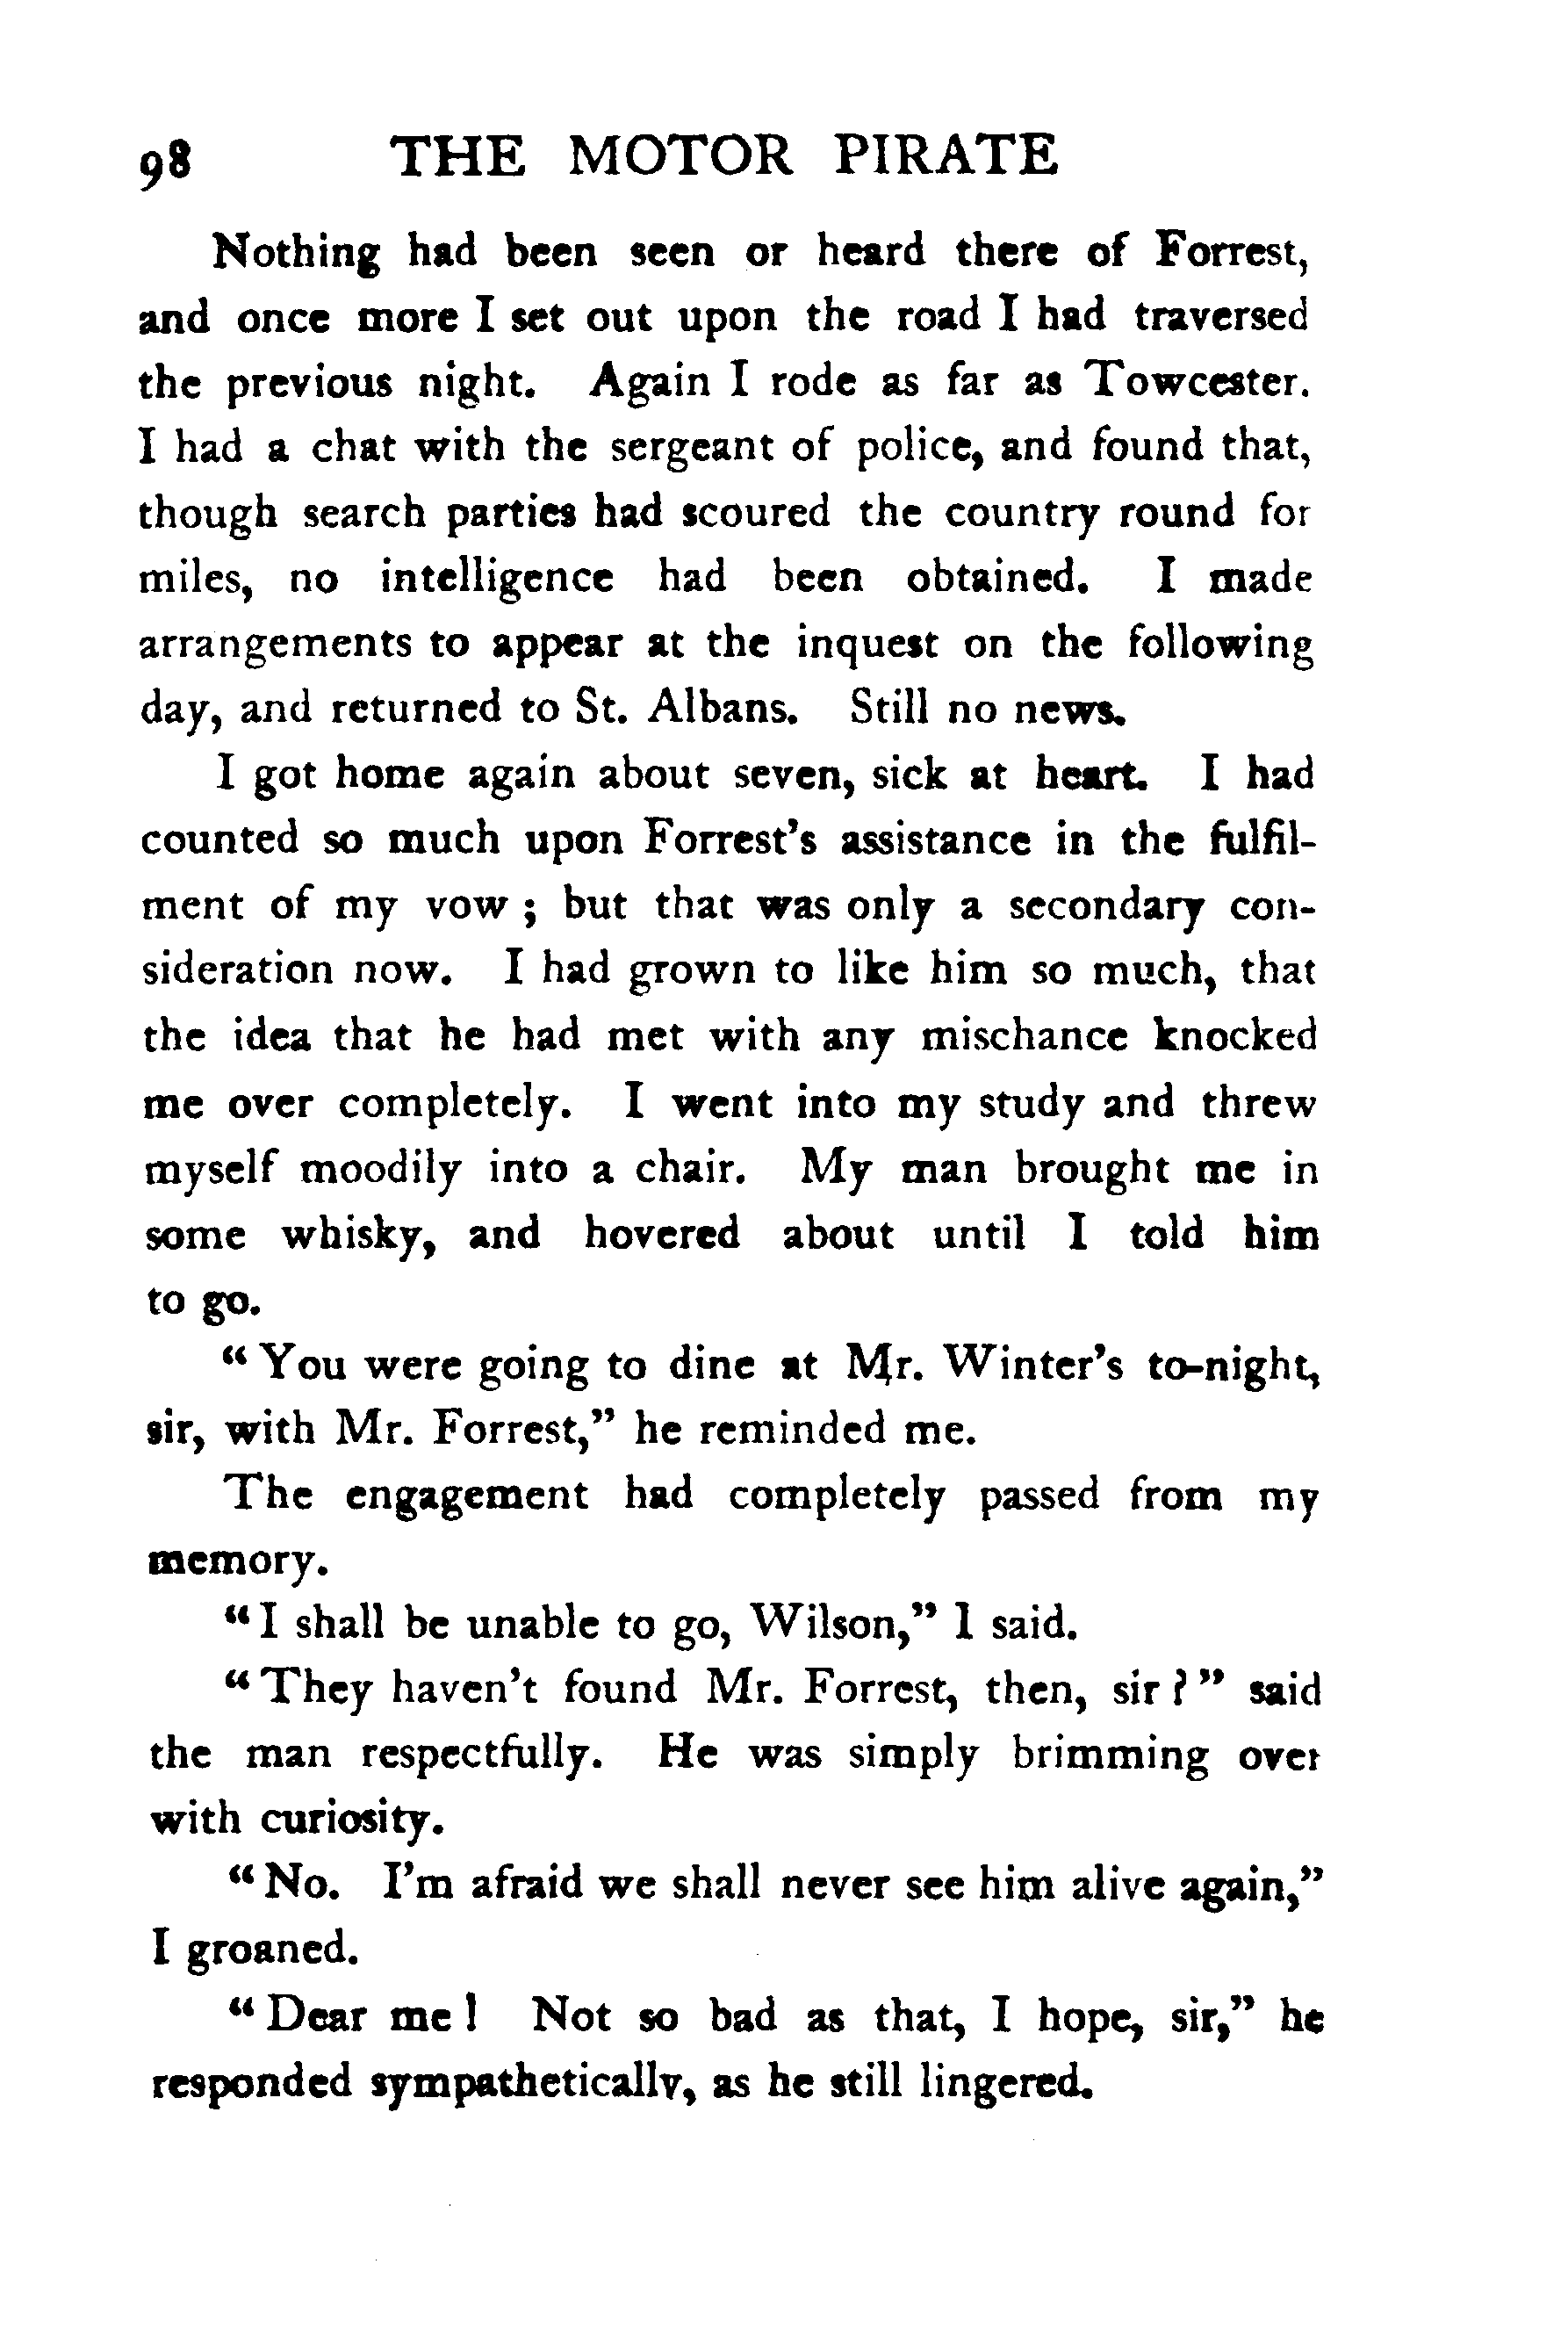 98 THE MOTOR PIRATE
Nothing had been seen or heard there of Forrest,
and once more I set out upon the road I had traversed
the previous night. Again I rode as far as Towcester.
I had a chat with the sergeant of police, and found that,
though search parties had scoured the country round for
miles, no intelligence had been obtained. I made
arrangements to appear at the inquest on the following
day, and returned to St. Albans. Still no news.
I got home again about seven, sick at heart. I had
counted so much upon Forrest's assistance in the fulfil-
ment of my vow ; but that was only a secondary con-
sideration now. I had grown to like him so much, that
the idea that he had met with any mischance knocked
me over completely. I went into my study and threw
myself moodily into a chair. My man brought me in
some whisky, and hovered about until I told him
to go.
“ You were going to dine at Mr. Winter's to-night,
sir, with Mr. Forrest,” he reminded me.
The engagement had completely passed from my
memory.
“ I shall be unable to go, Wilson,” I said.
“ They haven't found Mr. Forrest, then, sir ? ” said
the man respectfully. He was simply brimming over
with curiosity.
“ No. I'm afraid we shall never see him alive again,”
I groaned.
“ Dear me ! Not so bad as that, I hope, sir,” he
responded sympathetically, as he still lingered.